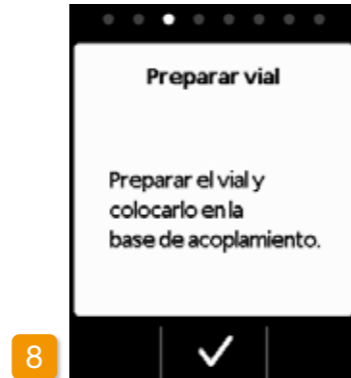 Preparar vial
Preparar el vial y
colocarlo en la
base de acoplamiento.
8